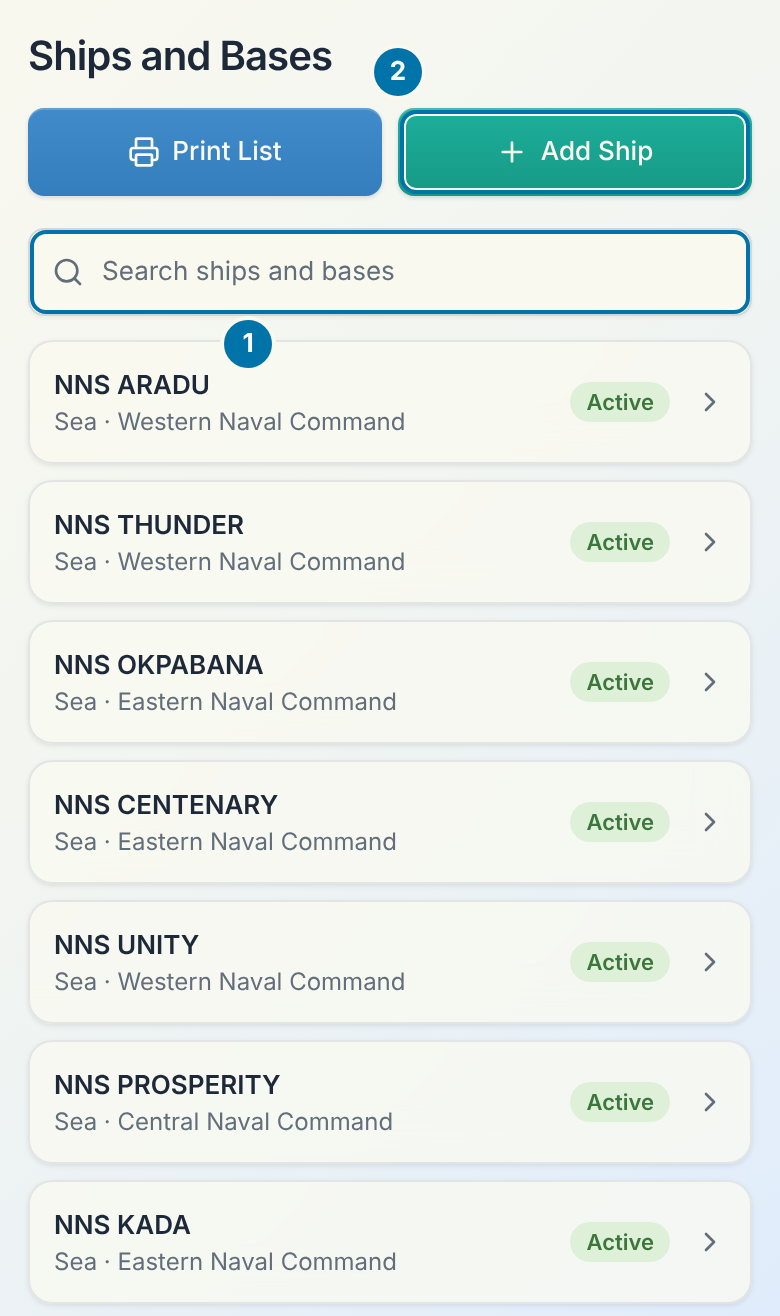 Ships and Bases
2
Print List
Add Ship
Search ships and bases
1
NNS ARADU
Sea · Western Naval Command
Active
NNS THUNDER
Sea · Western Naval Command
Active
NNS OKPABANA
Sea · Eastern Naval Command
Active
NNS CENTENARY
Sea · Eastern Naval Command
Active
NNS UNITY
Sea · Western Naval Command
Active
NNS PROSPERITY
Sea · Central Naval Command
Active
NNS KADA
Sea · Eastern Naval Command
Active